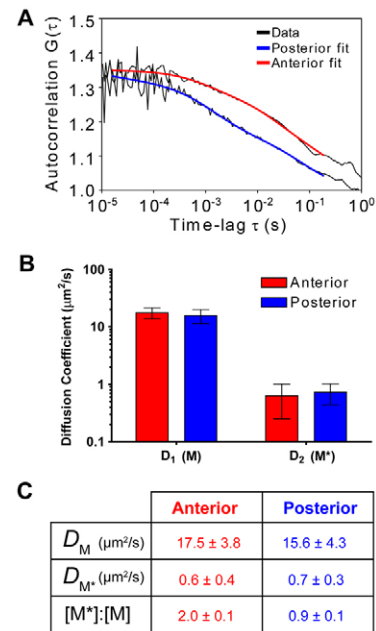 A
Autocorrelation G(τ)
1.5
1.4
1.3
1.2
1.1
1.0
Data
Posterior fit
Anterior fit
10⁻⁵ 10⁻⁴ 10⁻³ 10⁻² 10⁻¹ 10⁰
Time-lag τ (s)
B
Diffusion Coefficient (μm²/s)
100
10
1
0.1
Anterior
Posterior
D₁ (M) D₂ (M*)
C
Anterior Posterior
D_M (μm²/s) 17.5 ± 3.8 15.6 ± 4.3
D_M* (μm²/s) 0.6 ± 0.4 0.7 ± 0.3
[M*]:[M] 2.0 ± 0.1 0.9 ± 0.1